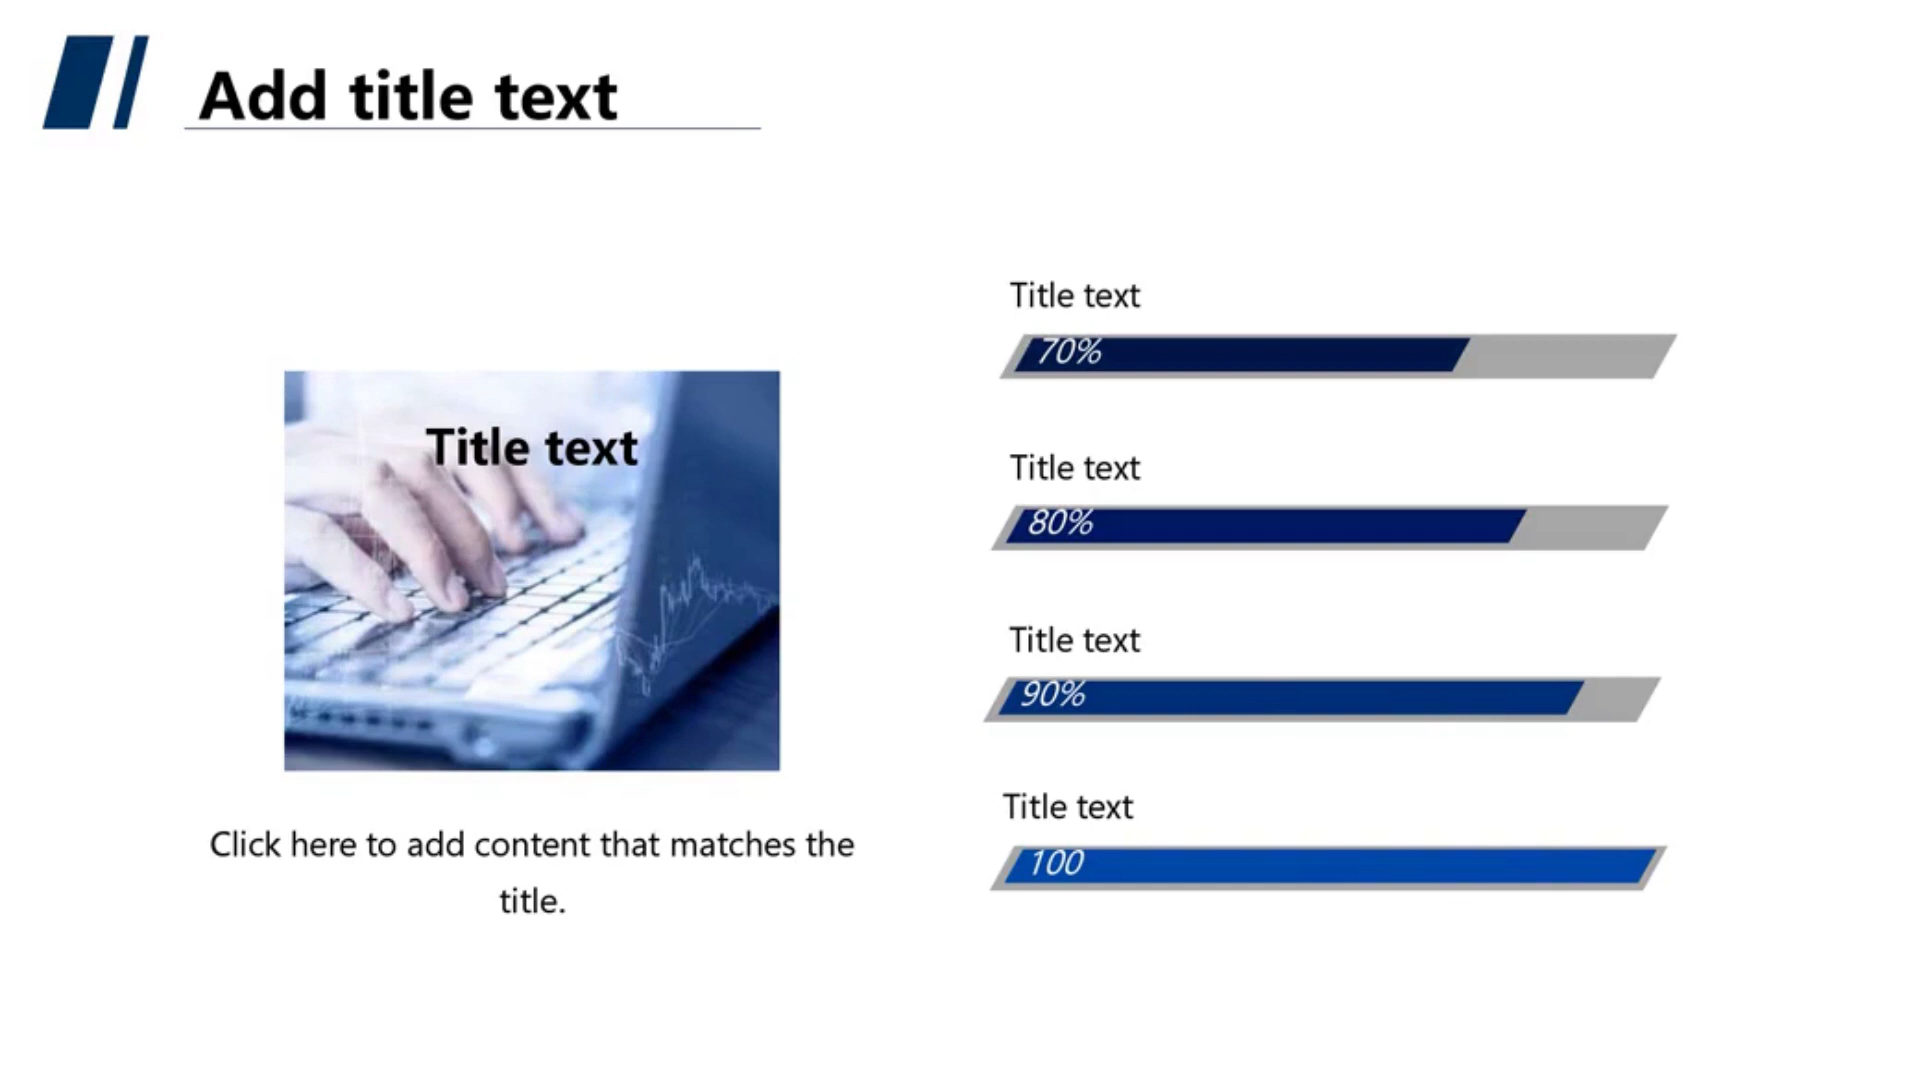 Add title text
Title text
Click here to add content that matches the
title.
Title text
70%
Title text
80%
Title text
90%
Title text
100